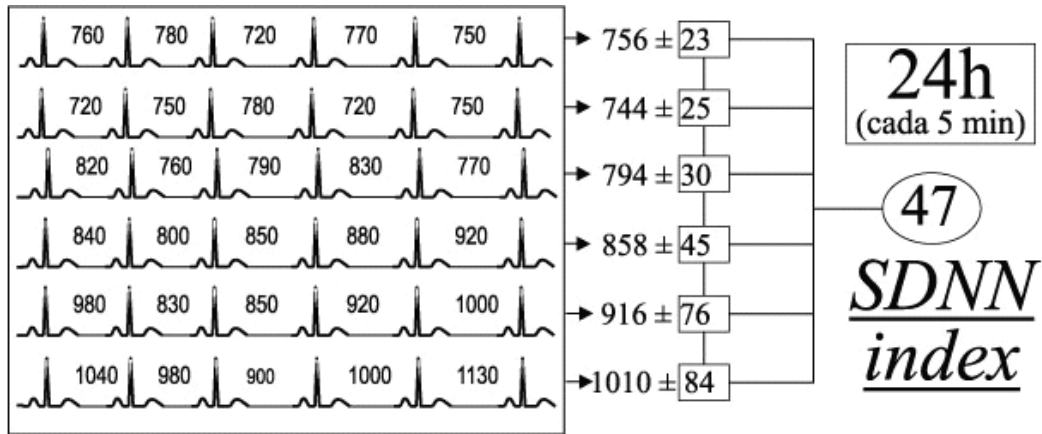 760 780 720 770 750 756 ± 23
720 750 780 720 750 744 ± 25
820 760 790 830 770 794 ± 30
840 800 850 880 920 858 ± 45
980 830 850 920 1000 916 ± 76
1040 980 900 1000 1130 1010 ± 84
24h
(cada 5 min)
47
SDNN
index